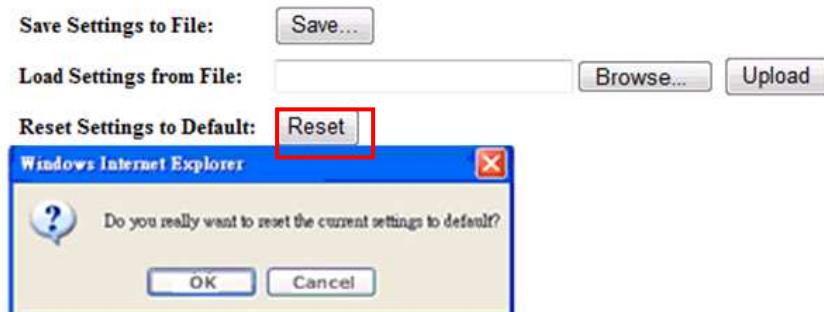 Save Settings to File: Save...
Load Settings from File: Browse... Upload
Reset Settings to Default: Reset
Windows Internet Explorer
Do you really want to reset the current settings to default?
OK Cancel